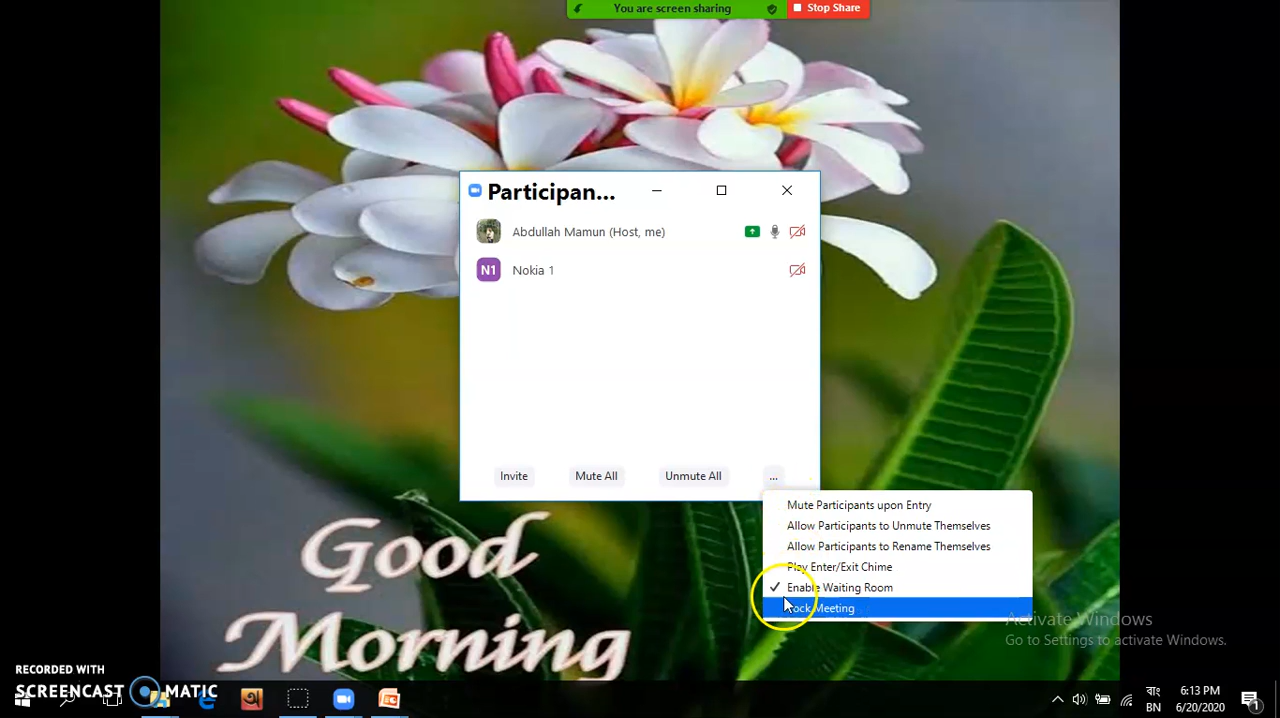 You are screen sharing
Stop Share
Participan...
Abdullah Mamun (Host, me)
N1 Nokia 1
Invite Mute All Unmute All ...
Mute Participants upon Entry
Allow Participants to Unmute Themselves
Allow Participants to Rename Themselves
Play Enter/Exit Chime
Enable Waiting Room
Lock Meeting
Good
Morning
Activate Windows
Go to Settings to activate Windows.
RECORDED WITH
SCREENCAST MATIC
বাং
BN
6:13 PM
6/20/2020
1